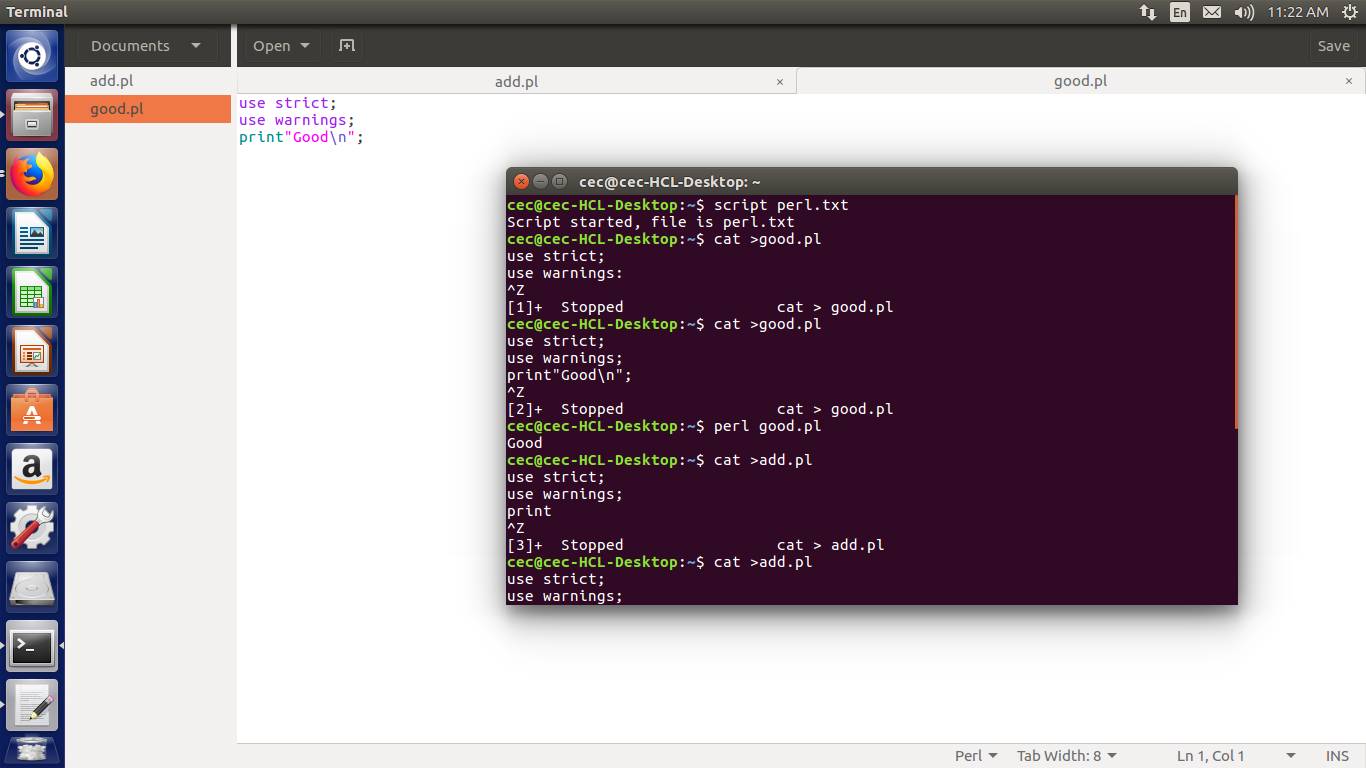 Terminal
En
11:22 AM
Documents
Open
Save
add.pl
good.pl
add.pl ×
good.pl ×
use strict;
use warnings;
print"Good\n";
cec@cec-HCL-Desktop: ~
cec@cec-HCL-Desktop:~$ script perl.txt
Script started, file is perl.txt
cec@cec-HCL-Desktop:~$ cat >good.pl
use strict;
use warnings:
^Z
[1]+  Stopped                 cat > good.pl
cec@cec-HCL-Desktop:~$ cat >good.pl
use strict;
use warnings;
print"Good\n";
^Z
[2]+  Stopped                 cat > good.pl
cec@cec-HCL-Desktop:~$ perl good.pl
Good
cec@cec-HCL-Desktop:~$ cat >add.pl
use strict;
use warnings;
print
^Z
[3]+  Stopped                 cat > add.pl
cec@cec-HCL-Desktop:~$ cat >add.pl
use strict;
use warnings;
Perl
Tab Width: 8
Ln 1, Col 1
INS